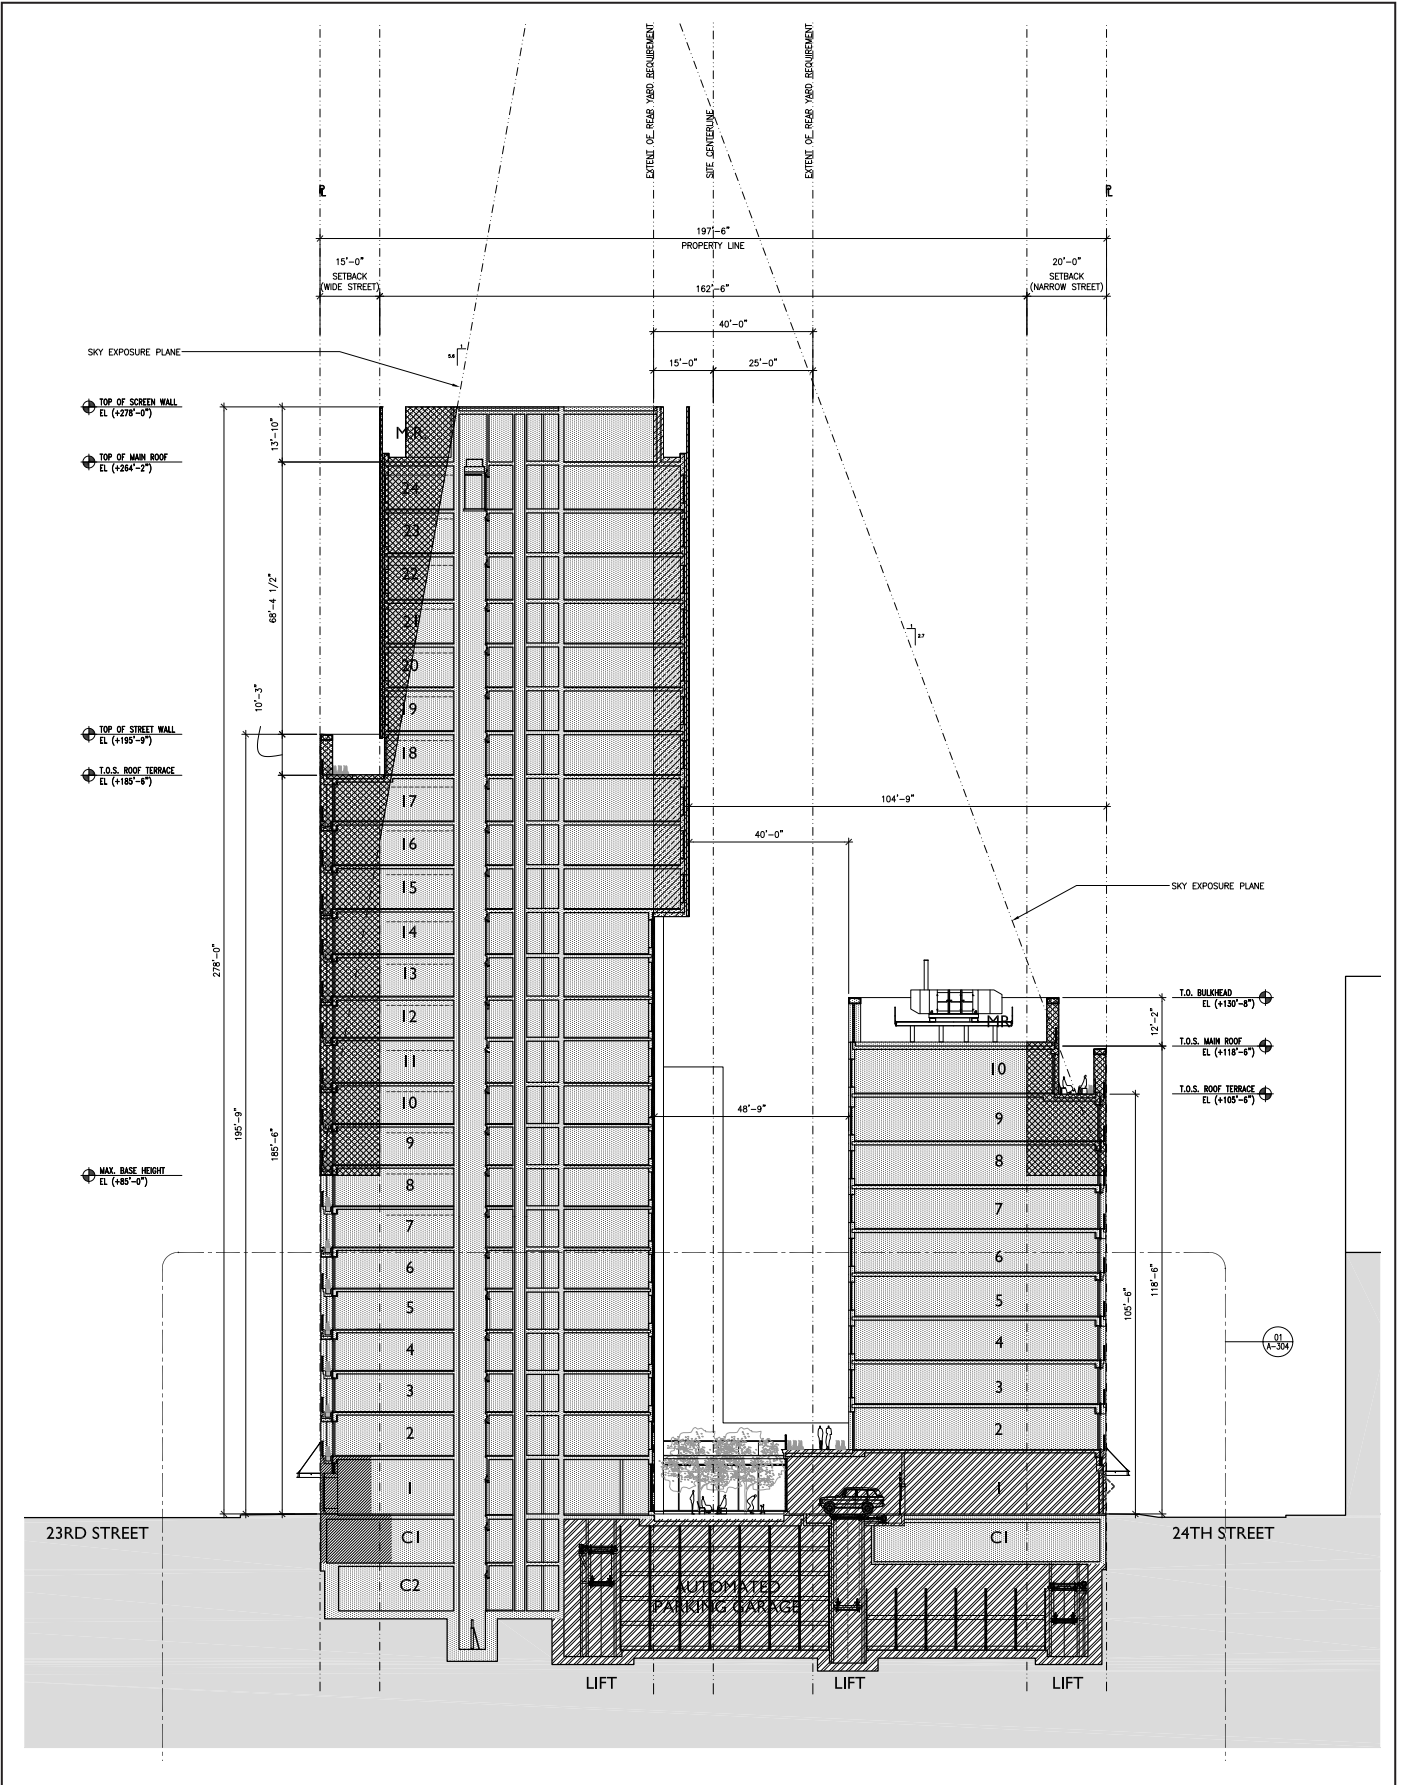 EXTENT OF REAR YARD REQUIREMENT
SITE CENTERLINE
EXTENT OF REAR YARD REQUIREMENT
PL
PL
197'-6"
PROPERTY LINE
15'-0"
SETBACK
(WIDE STREET)
162'-6"
20'-0"
SETBACK
(NARROW STREET)
40'-0"
15'-0"
25'-0"
SKY EXPOSURE PLANE
1
5.6
TOP OF SCREEN WALL
EL (+278'-0")
13'-10"
M.R.
TOP OF MAIN ROOF
EL (+264'-2")
24
23
22
21
20
19
18
17
16
15
14
13
12
11
10
9
8
7
6
5
4
3
2
1
C1
C2
68'-4 1/2"
1
2.7
10'-3"
TOP OF STREET WALL
EL (+195'-9")
T.O.S. ROOF TERRACE
EL (+185'-6")
104'-9"
40'-0"
SKY EXPOSURE PLANE
278'-0"
195'-9"
185'-6"
T.O. BULKHEAD
EL (+130'-8")
12'-2"
MR.
T.O.S. MAIN ROOF
EL (+118'-6")
T.O.S. ROOF TERRACE
EL (+105'-6")
48'-9"
MAX. BASE HEIGHT
EL (+85'-0")
10
9
8
7
6
5
4
3
2
1
C1
105'-6"
118'-6"
01
A-304
23RD STREET
24TH STREET
AUTOMATED
PARKING GARAGE
LIFT
LIFT
LIFT